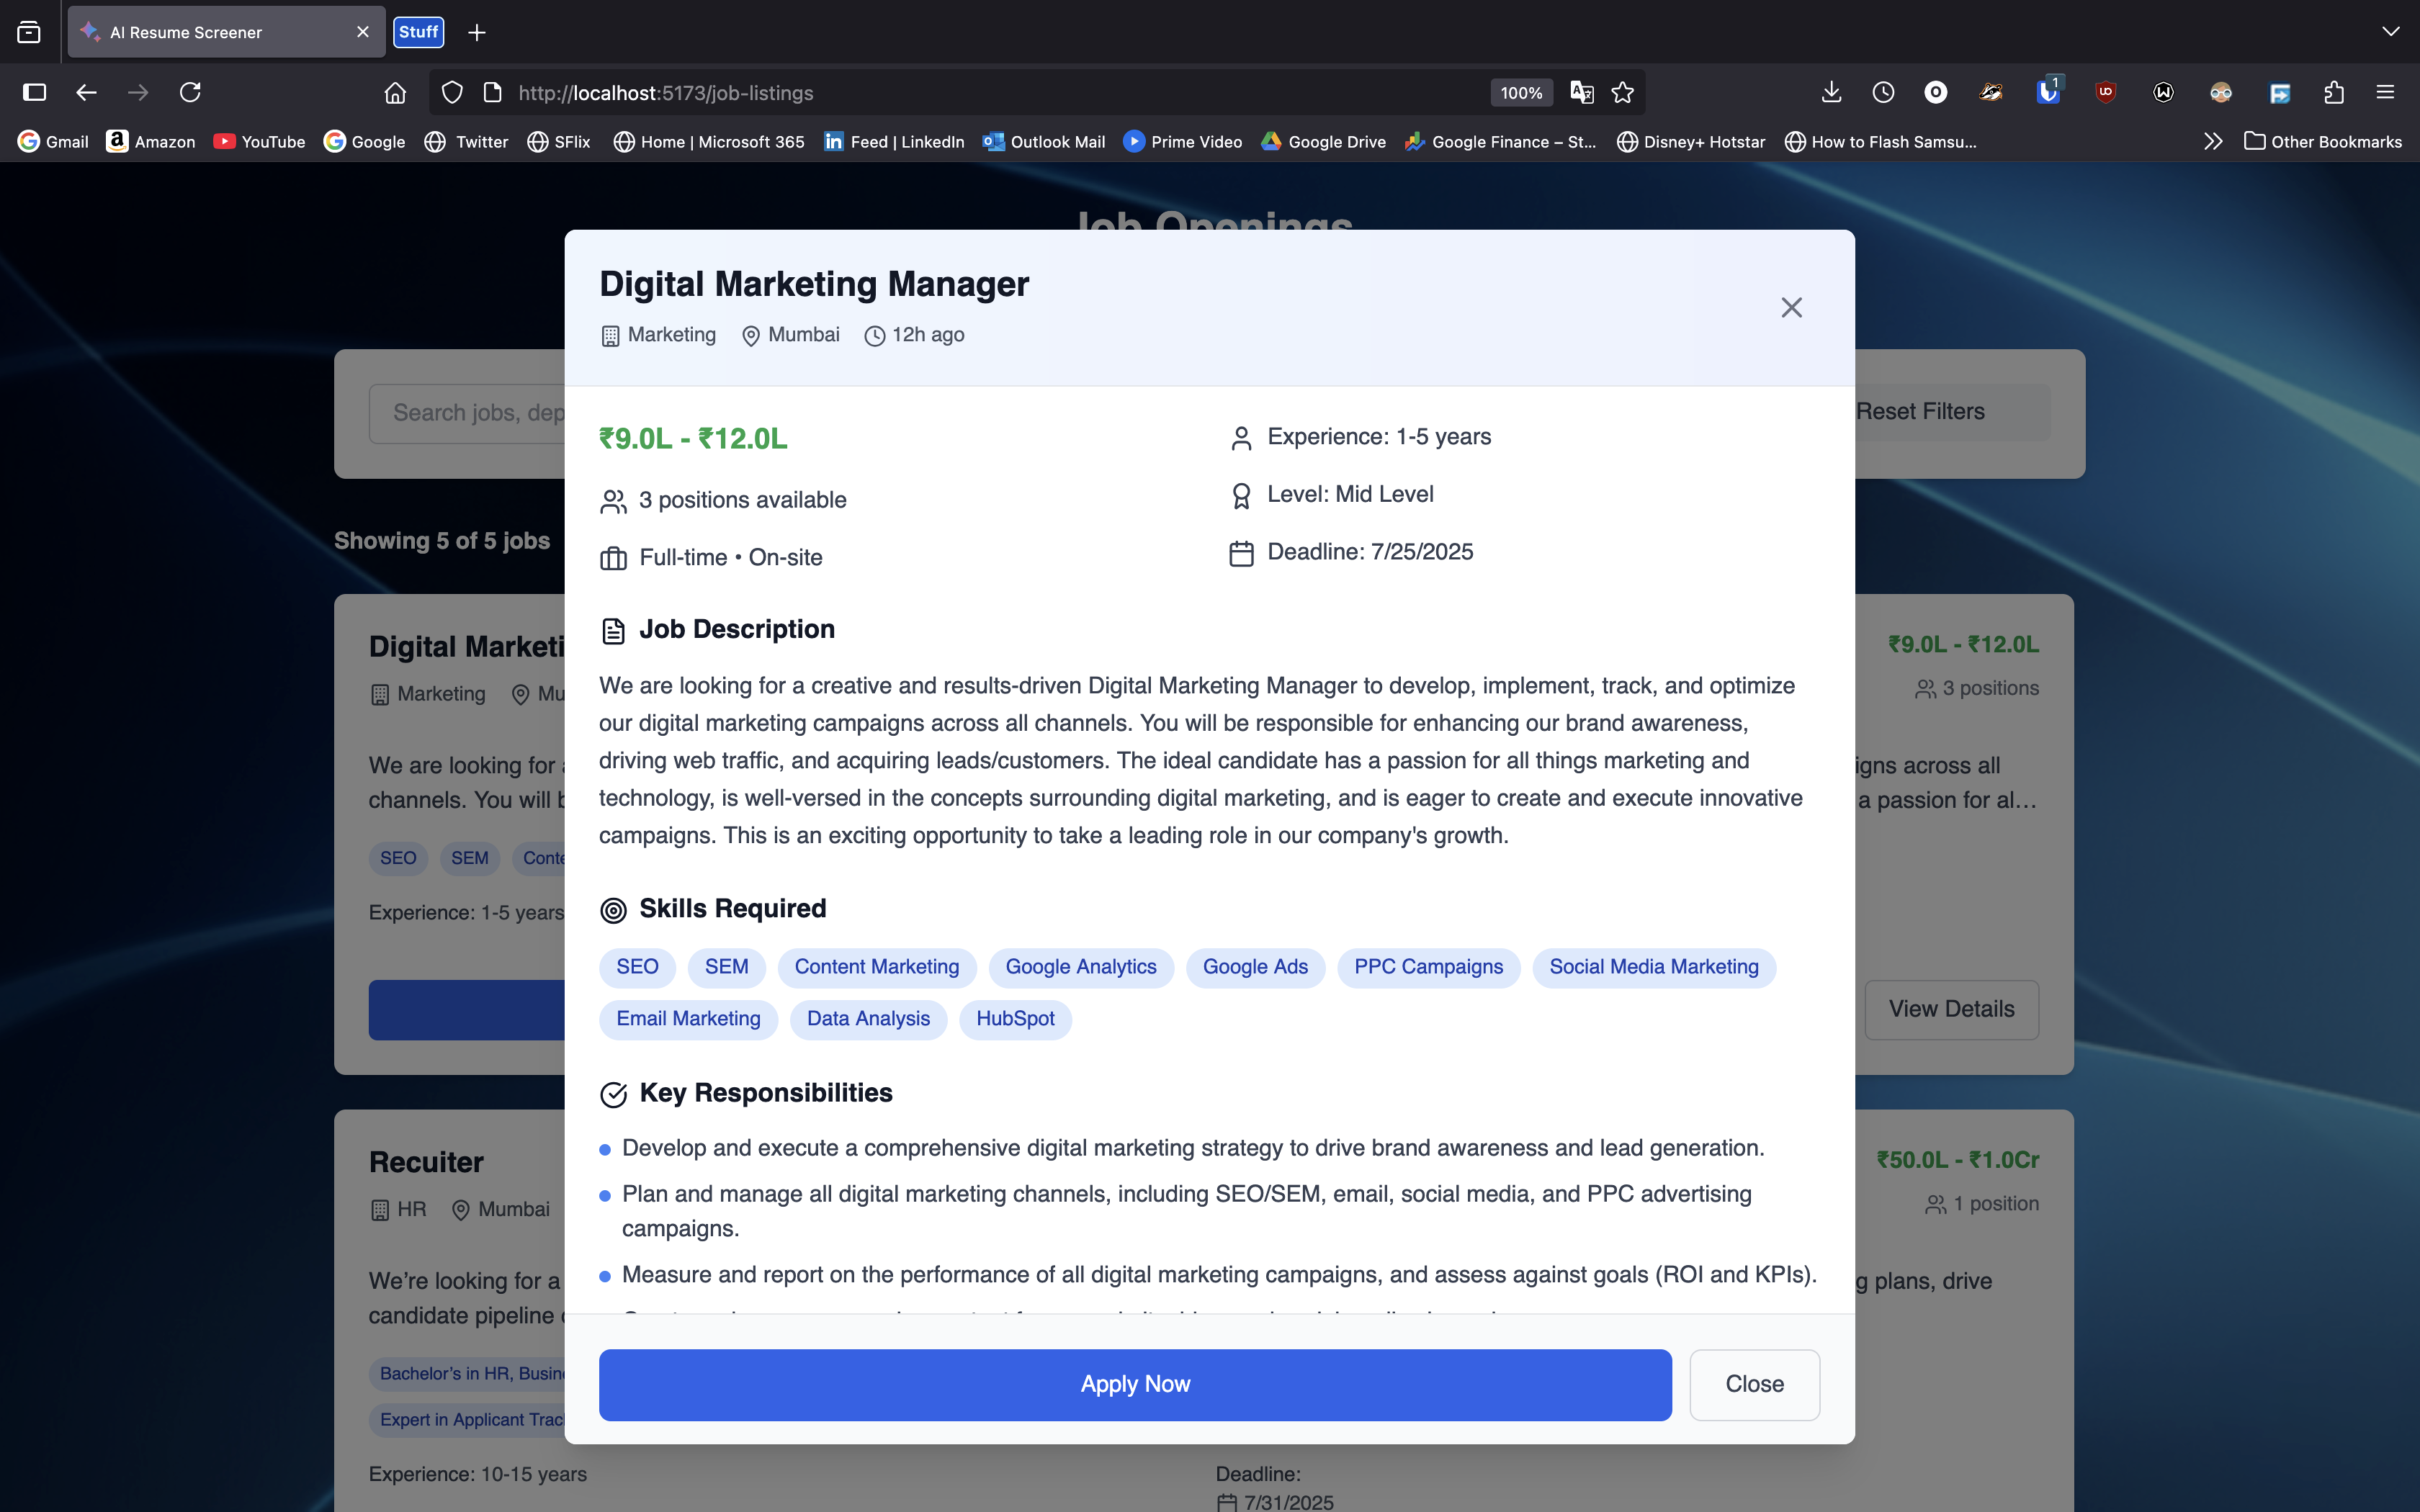 AI Resume Screener
Stuff
http://localhost:5173/job-listings
100%
1
Gmail
Amazon
YouTube
Google
Twitter
SFlix
Home | Microsoft 365
Feed | LinkedIn
Outlook Mail
Prime Video
Google Drive
Google Finance – St...
Disney+ Hotstar
How to Flash Samsu...
Other Bookmarks
Job Openings
Search jobs, dep
Reset Filters
Showing 5 of 5 jobs
Digital Marketing Manager
Marketing
Mumbai
12h ago
₹9.0L - ₹12.0L
3 positions available
Full-time • On-site
Experience: 1-5 years
Level: Mid Level
Deadline: 7/25/2025
Job Description
We are looking for a creative and results-driven Digital Marketing Manager to develop, implement, track, and optimize
our digital marketing campaigns across all channels. You will be responsible for enhancing our brand awareness,
driving web traffic, and acquiring leads/customers. The ideal candidate has a passion for all things marketing and
technology, is well-versed in the concepts surrounding digital marketing, and is eager to create and execute innovative
campaigns. This is an exciting opportunity to take a leading role in our company's growth.
Skills Required
SEO
SEM
Content Marketing
Google Analytics
Google Ads
PPC Campaigns
Social Media Marketing
Email Marketing
Data Analysis
HubSpot
Key Responsibilities
Develop and execute a comprehensive digital marketing strategy to drive brand awareness and lead generation.
Plan and manage all digital marketing channels, including SEO/SEM, email, social media, and PPC advertising
campaigns.
Measure and report on the performance of all digital marketing campaigns, and assess against goals (ROI and KPIs).
Apply Now
Close
Digital Marketi
Marketing
Mu
We are looking for
channels. You will b
SEO
SEM
Conte
Experience: 1-5 years
₹9.0L - ₹12.0L
3 positions
igns across all
a passion for al...
View Details
Recuiter
HR
Mumbai
₹50.0L - ₹1.0Cr
1 position
We're looking for a
candidate pipeline
g plans, drive
Bachelor's in HR, Busin
Expert in Applicant Trac
Experience: 10-15 years
Deadline:
7/31/2025